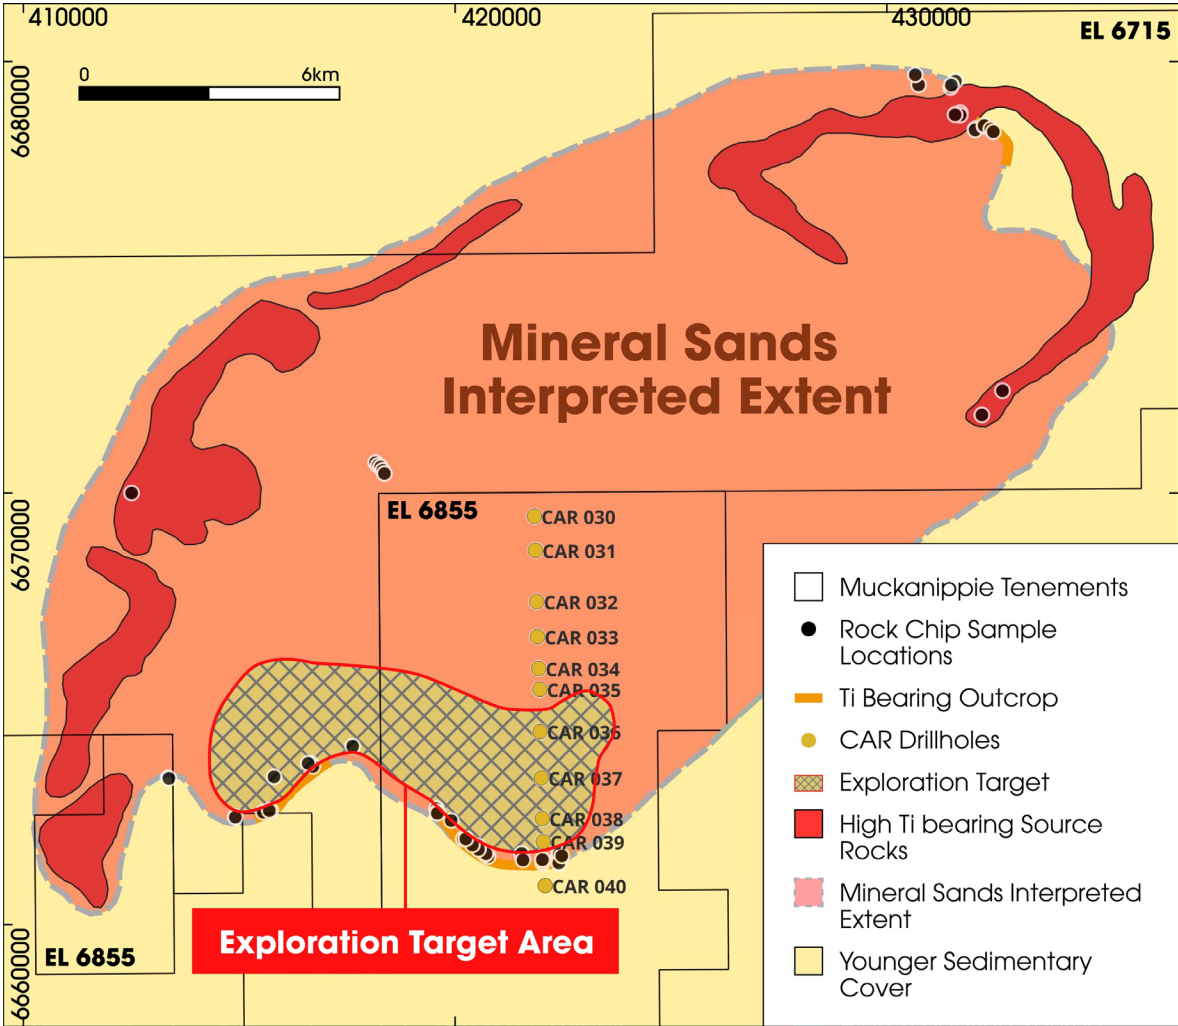 410000
420000
430000
EL 6715
0
6km
6680000
Mineral Sands
Interpreted Extent
EL 6855
CAR 030
CAR 031
6670000
CAR 032
CAR 033
CAR 034
CAR 035
CAR 036
CAR 037
CAR 038
CAR 039
CAR 040
Exploration Target Area
EL 6855
6660000
Muckanippie Tenements
Rock Chip Sample
Locations
Ti Bearing Outcrop
CAR Drillholes
Exploration Target
High Ti bearing Source
Rocks
Mineral Sands Interpreted
Extent
Younger Sedimentary
Cover